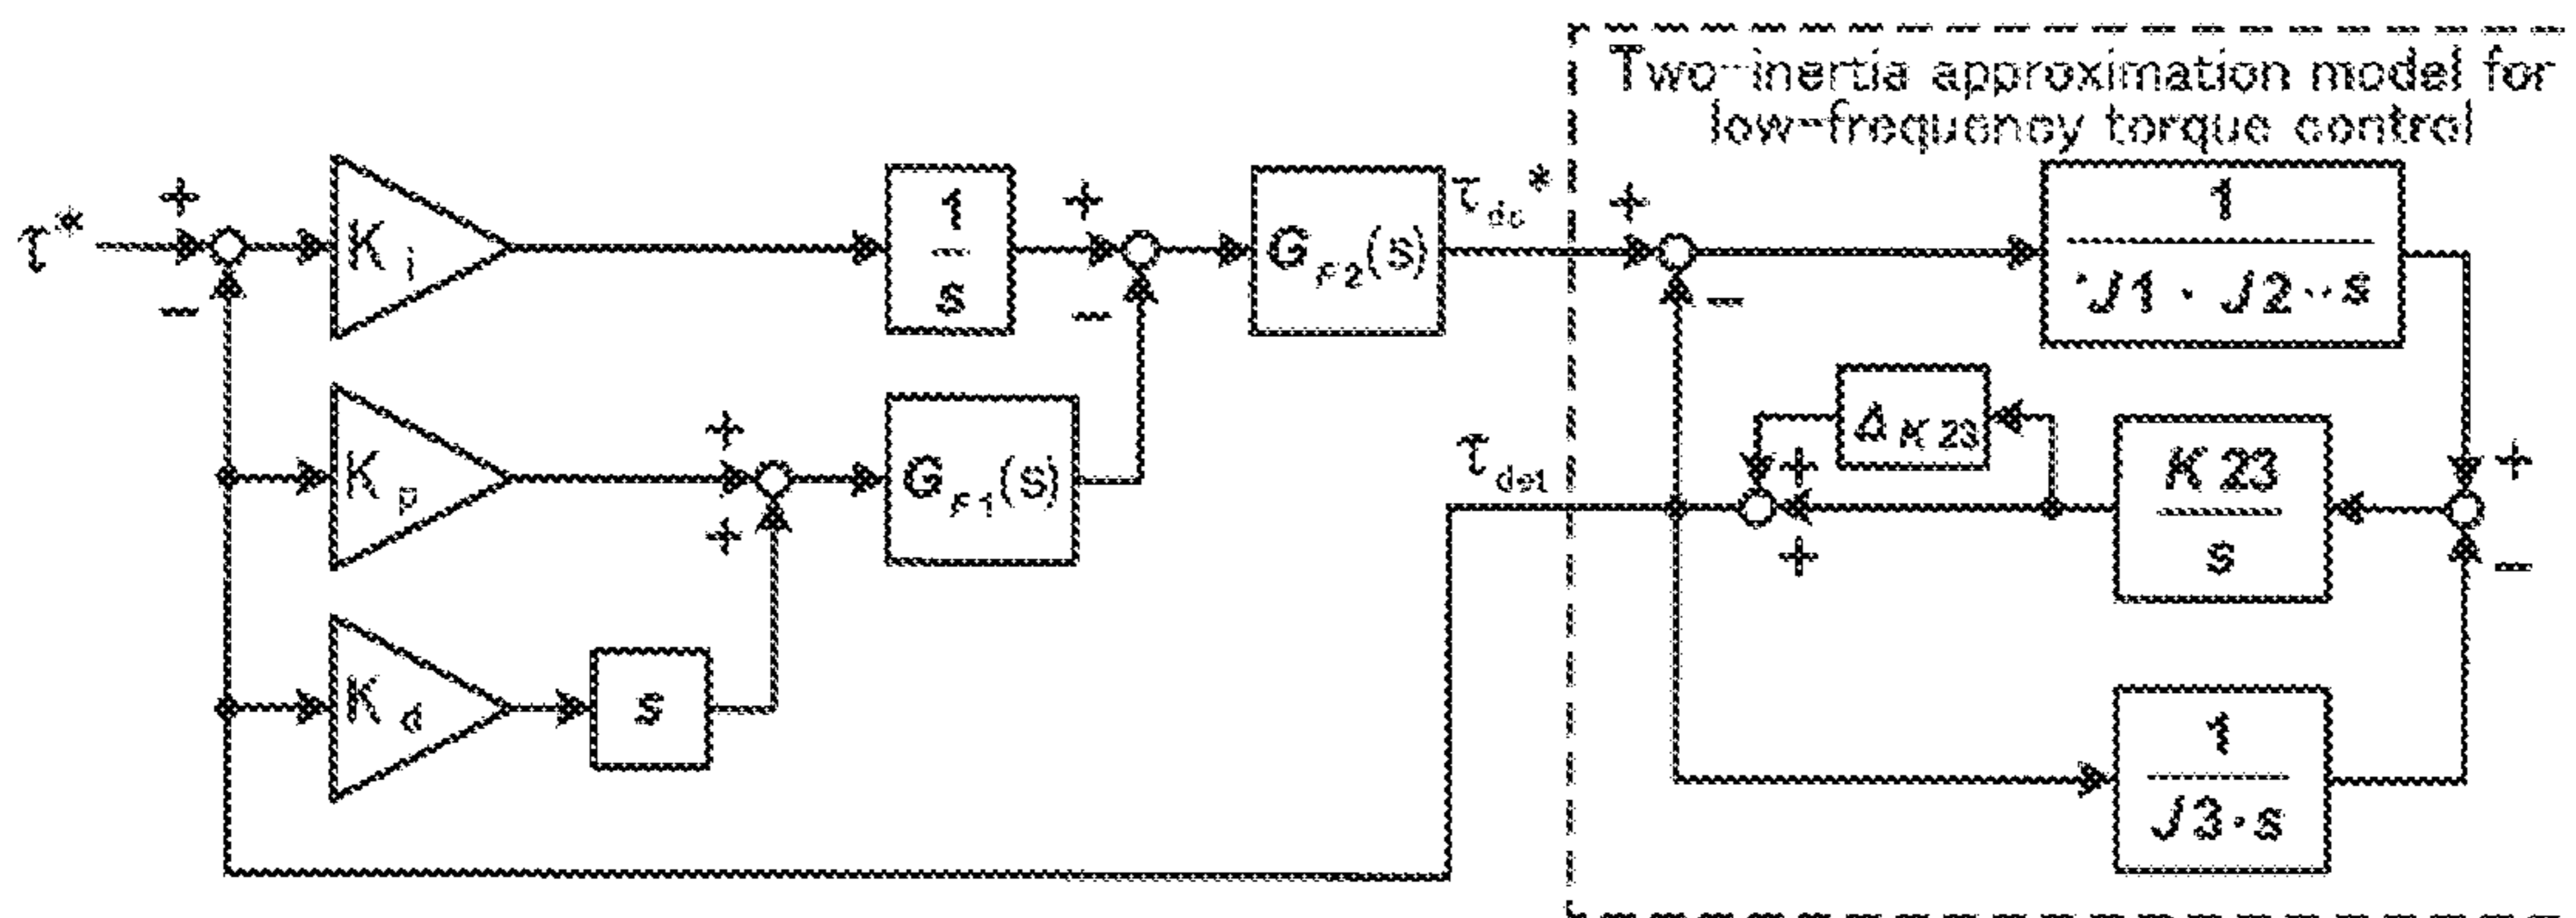 Two-inertia approximation model for
low-frequency torque control
τ* + − K i 1/s + − G F2 (S) τ dc * + − 1/(J1 · J2 · s)
K p + + G F1 (S) τ det Δ K23 + + K23/s + −
K d s 1/(J3·s)